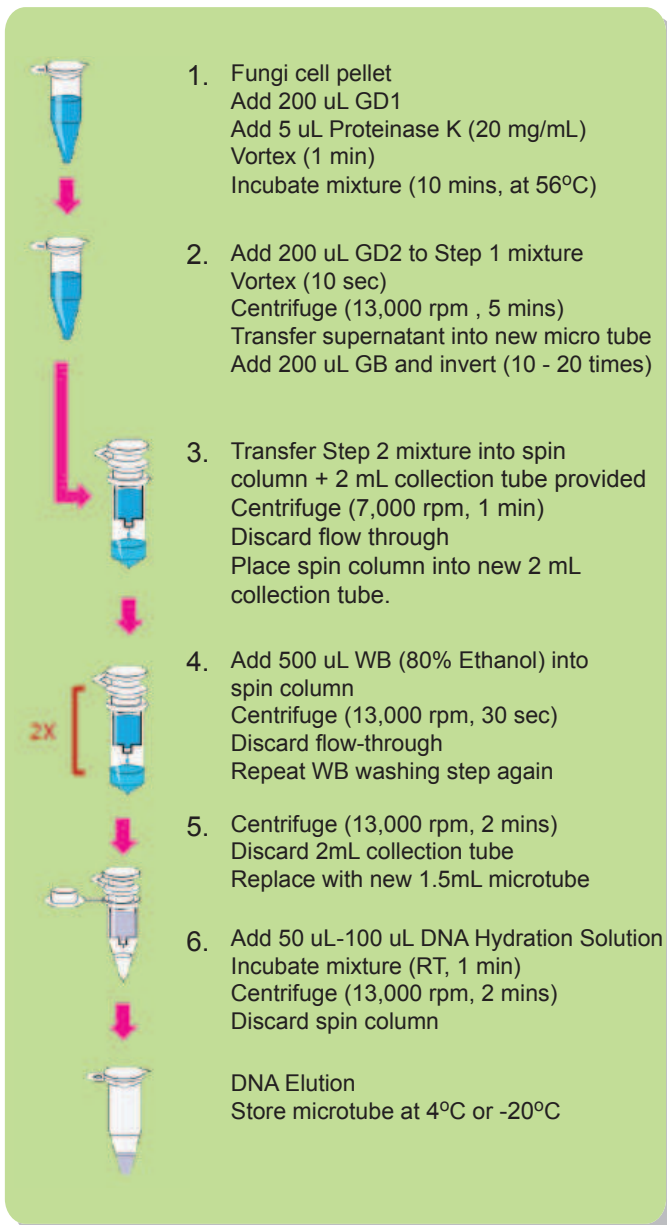 1. Fungi cell pellet
Add 200 uL GD1
Add 5 uL Proteinase K (20 mg/mL)
Vortex (1 min)
Incubate mixture (10 mins, at 56ºC)
2. Add 200 uL GD2 to Step 1 mixture
Vortex (10 sec)
Centrifuge (13,000 rpm , 5 mins)
Transfer supernatant into new micro tube
Add 200 uL GB and invert (10 - 20 times)
3. Transfer Step 2 mixture into spin
column + 2 mL collection tube provided
Centrifuge (7,000 rpm, 1 min)
Discard flow through
Place spin column into new 2 mL
collection tube.
2X
4. Add 500 uL WB (80% Ethanol) into
spin column
Centrifuge (13,000 rpm, 30 sec)
Discard flow-through
Repeat WB washing step again
5. Centrifuge (13,000 rpm, 2 mins)
Discard 2mL collection tube
Replace with new 1.5mL microtube
6. Add 50 uL-100 uL DNA Hydration Solution
Incubate mixture (RT, 1 min)
Centrifuge (13,000 rpm, 2 mins)
Discard spin column
DNA Elution
Store microtube at 4ºC or -20ºC